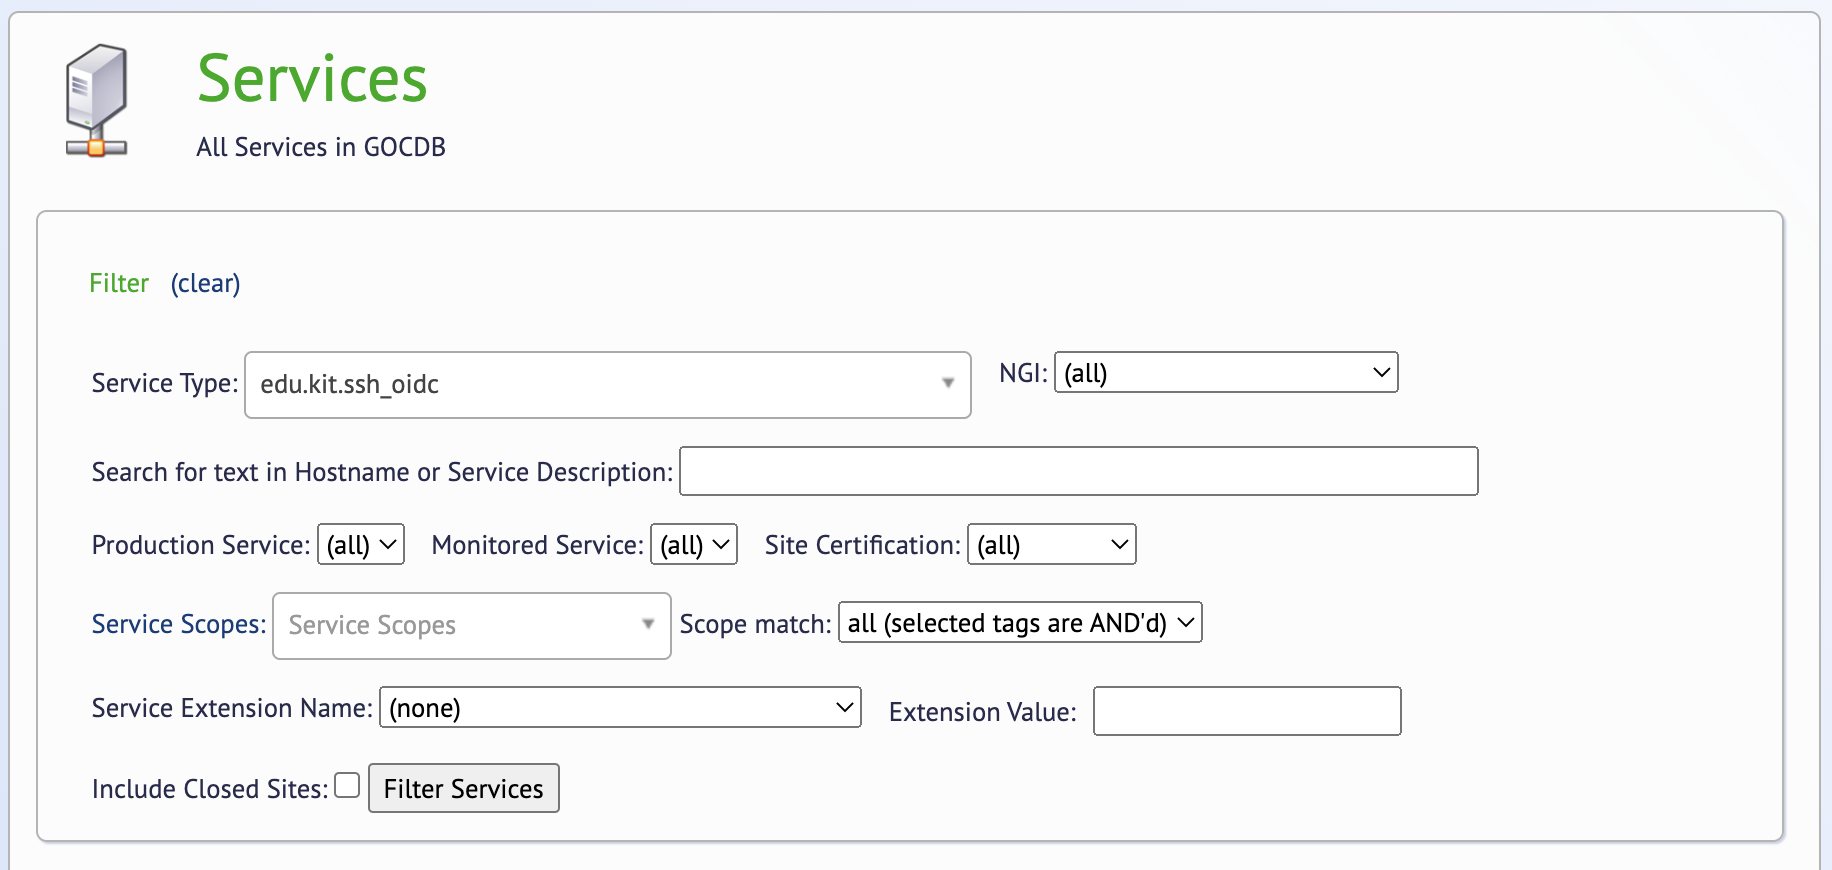 Services
All Services in GOCDB
Filter (clear)
Service Type: edu.kit.ssh_oidc NGI: (all)
Search for text in Hostname or Service Description:
Production Service: (all) Monitored Service: (all) Site Certification: (all)
Service Scopes: Service Scopes Scope match: all (selected tags are AND'd)
Service Extension Name: (none) Extension Value:
Include Closed Sites: Filter Services